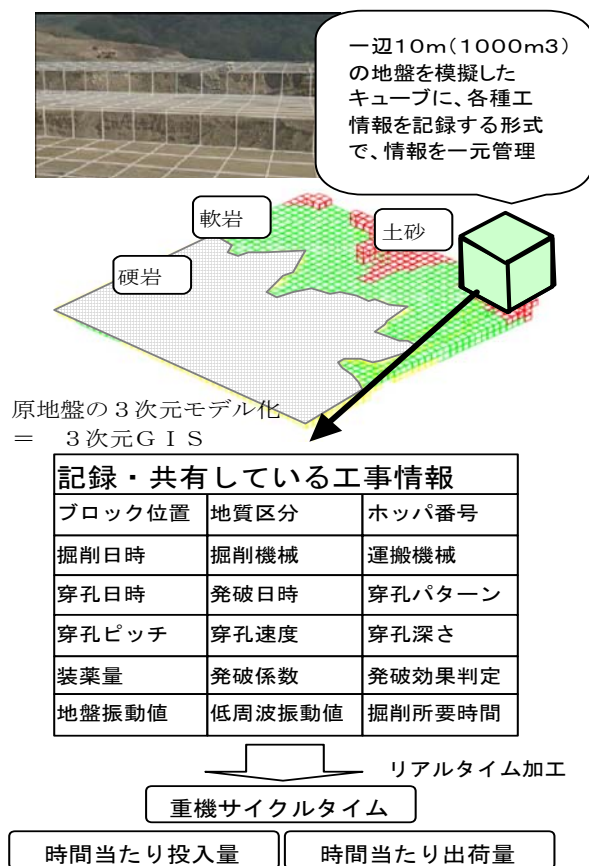 一辺10m(1000m3)
の地盤を模擬した
キューブに、各種工
情報を記録する形式
で、情報を一元管理
軟岩
土砂
硬岩
原地盤の3次元モデル化
= 3次元GIS
記録・共有している工事情報
ブロック位置 地質区分 ホッパ番号
掘削日時 掘削機械 運搬機械
穿孔日時 発破日時 穿孔パターン
穿孔ピッチ 穿孔速度 穿孔深さ
装薬量 発破係数 発破効果判定
地盤振動値 低周波振動値 掘削所要時間
リアルタイム加工
重機サイクルタイム
時間当たり投入量 時間当たり出荷量